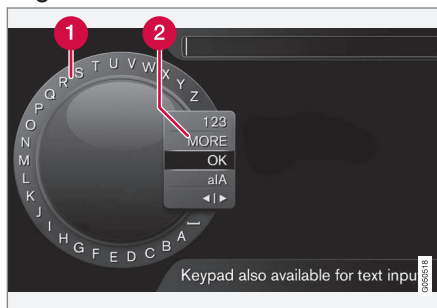 1
2
A B C D E F G H I J K L M N O P Q R S T U V W X Y Z
123
MORE
OK
a|A
◄|►
Keypad also available for text input
G050518